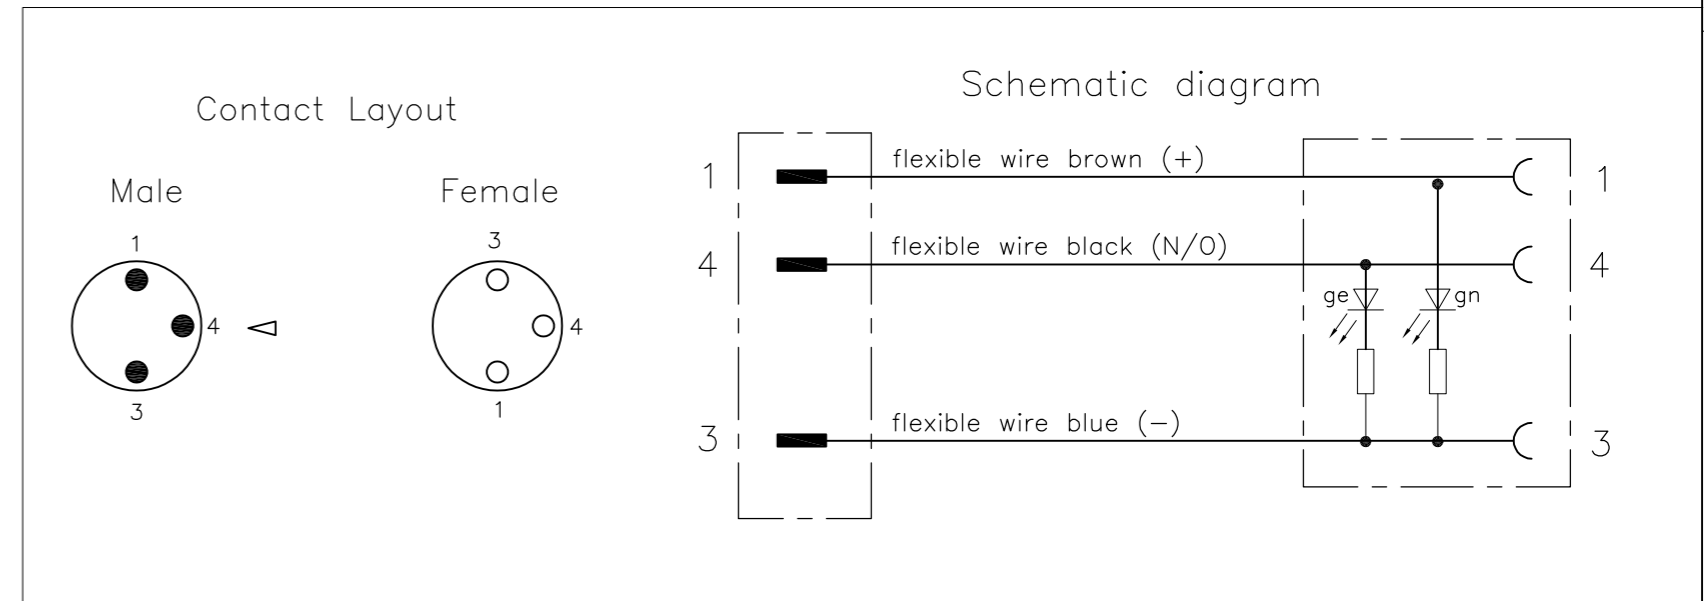 Contact Layout
Male
1
4
3
Female
3
4
1
Schematic diagram
1 flexible wire brown (+) 1
4 flexible wire black (N/O) 4
ge gn
3 flexible wire blue (-) 3